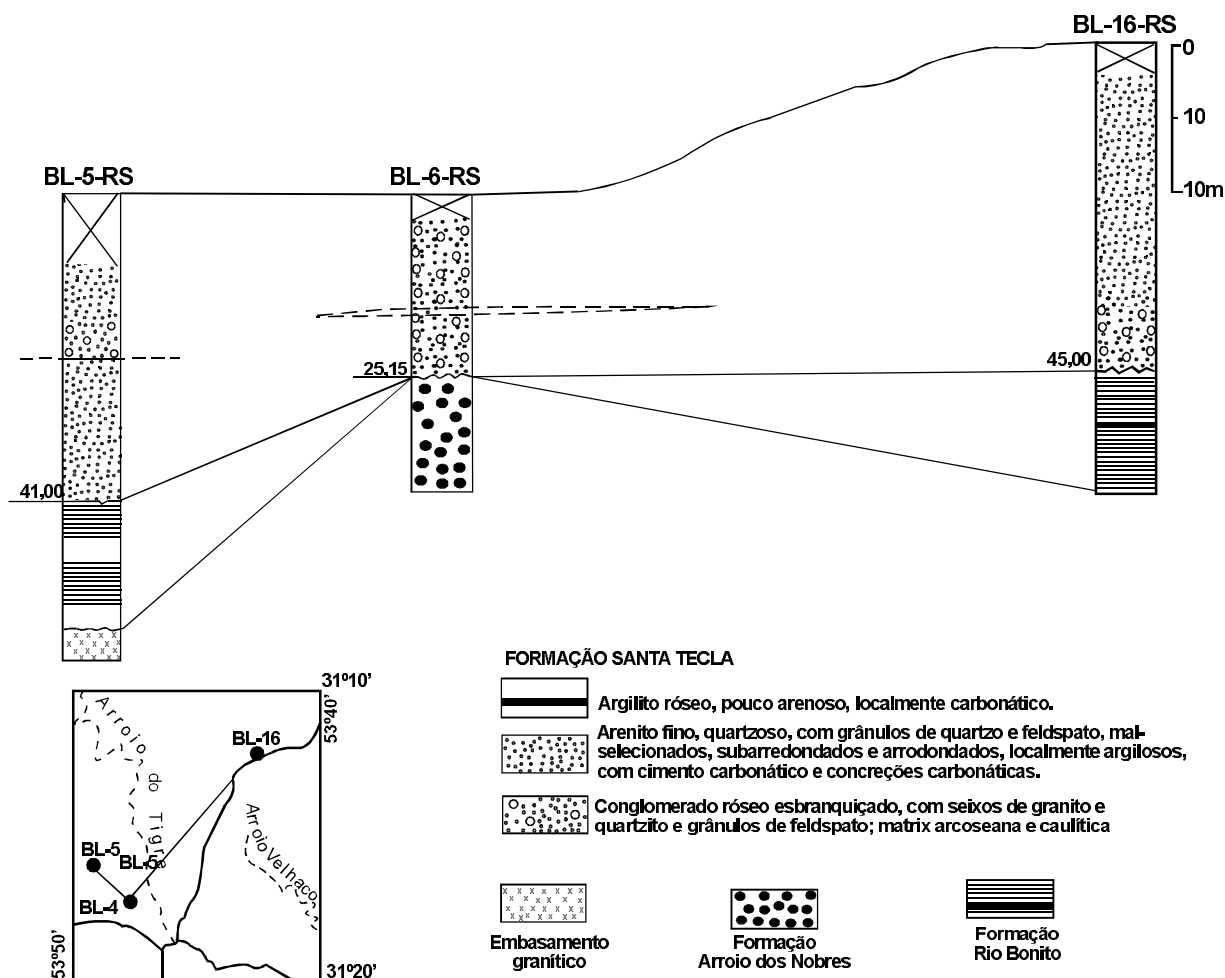 BL-16-RS
0
10
10m
BL-5-RS
BL-6-RS
25,15
45,00
41,00
FORMAÇÃO SANTA TECLA
Argilito róseo, pouco arenoso, localmente carbonático.
Arenito fino, quartzoso, com grânulos de quartzo e feldspato, mal-
selecionados, subarredondados e arrodondados, localmente argilosos,
com cimento carbonático e concreções carbonáticas.
Conglomerado róseo esbranquiçado, com seixos de granito e
quartzito e grânulos de feldspato; matrix arcoseana e caulítica
Embasamento
granítico
Formação
Arroio dos Nobres
Formação
Rio Bonito
31º10’
53º40’
BL-16
Arroio do Tigre
Arroio Velhaco
BL-5
BL-5
BL-4
53º50’
31º20’